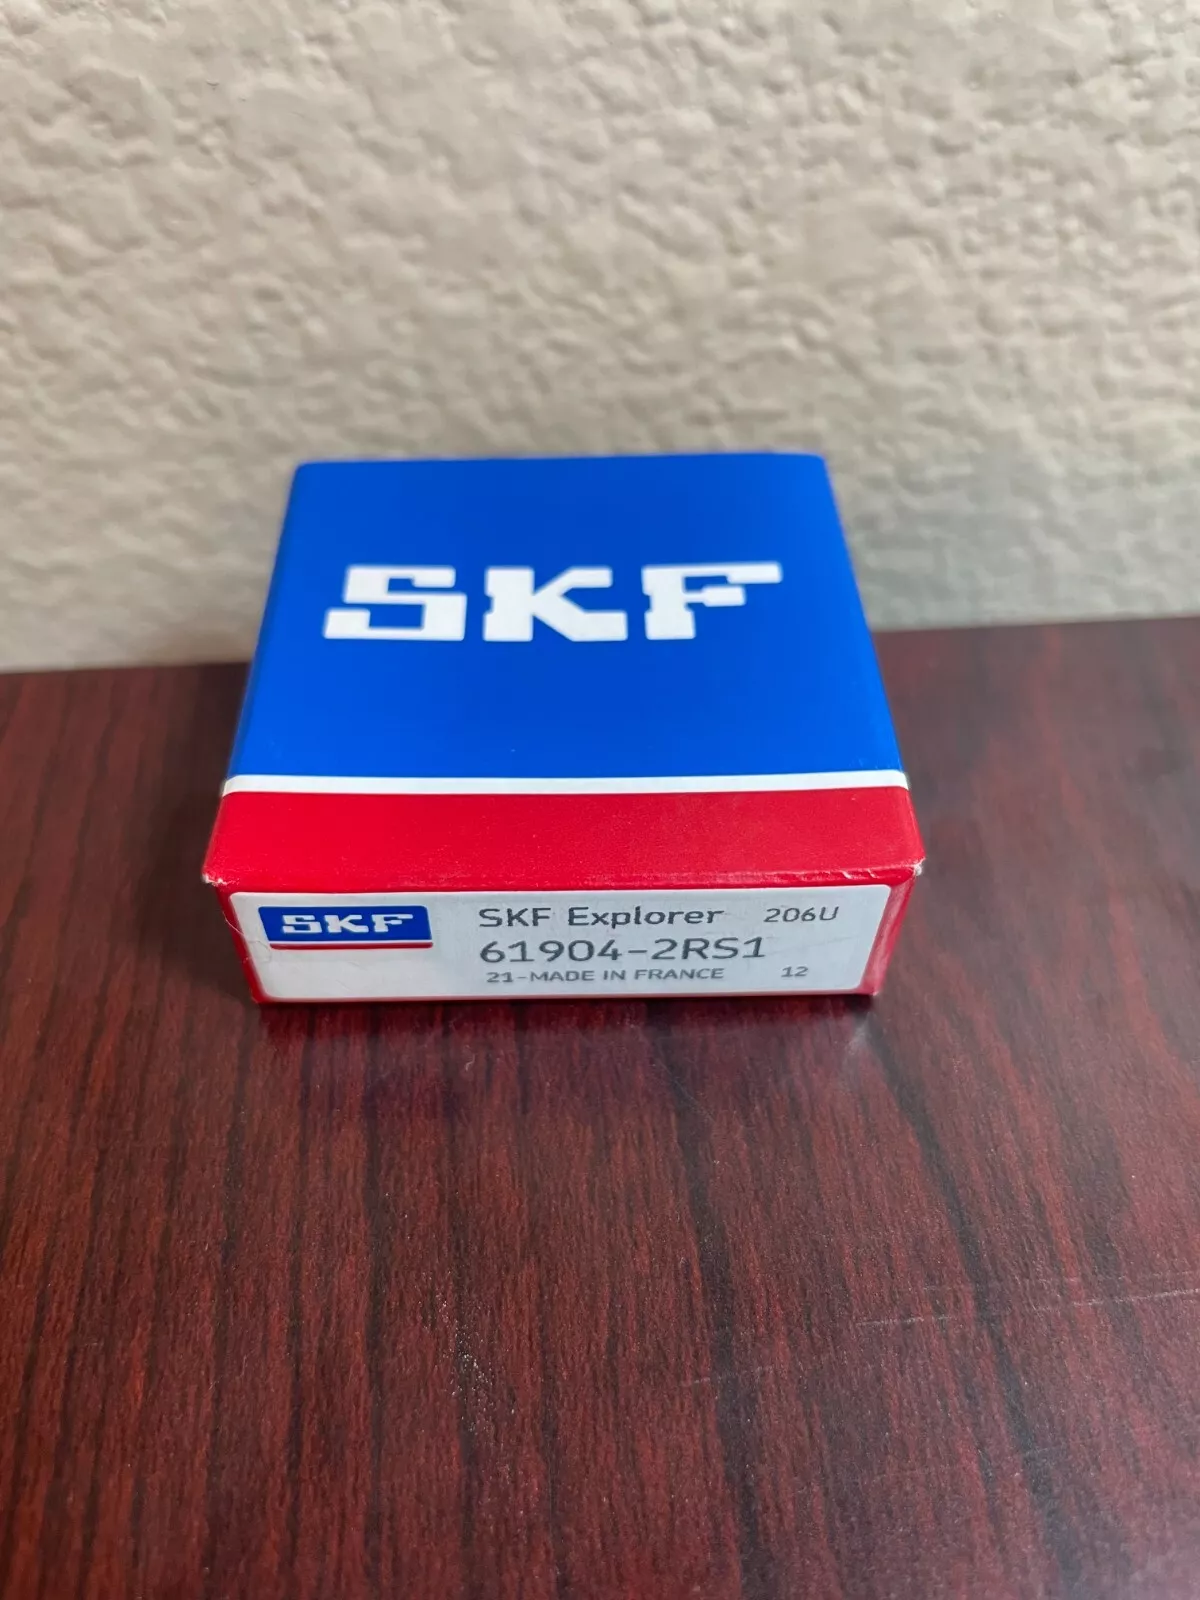 SKF
SKF
SKF Explorer 206U
61904-2RS1
21-MADE IN FRANCE 12